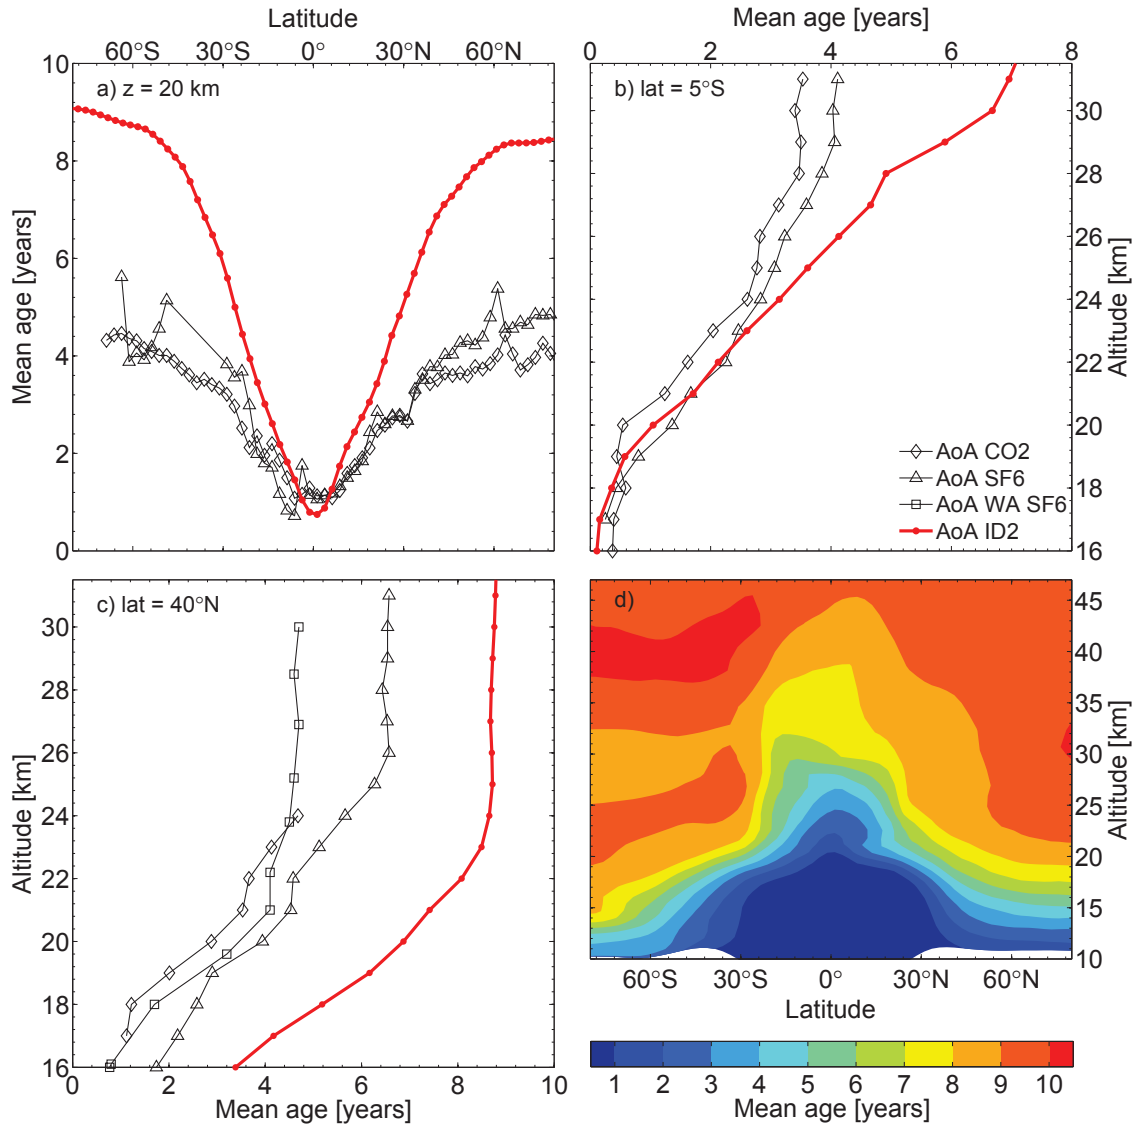 Latitude
60°S 30°S 0° 30°N 60°N
10
8
6
4
2
0
Mean age [years]
a) z = 20 km
Mean age [years]
0 2 4 6 8
b) lat = 5°S
30
28
26
24
22
20
18
16
Altitude [km]
AoA CO2
AoA SF6
AoA WA SF6
AoA ID2
c) lat = 40°N
30
28
26
24
22
20
18
16
Altitude [km]
0 2 4 6 8 10
Mean age [years]
d)
45
40
35
30
25
20
15
10
Altitude [km]
60°S 30°S 0° 30°N 60°N
Latitude
1 2 3 4 5 6 7 8 9 10
Mean age [years]